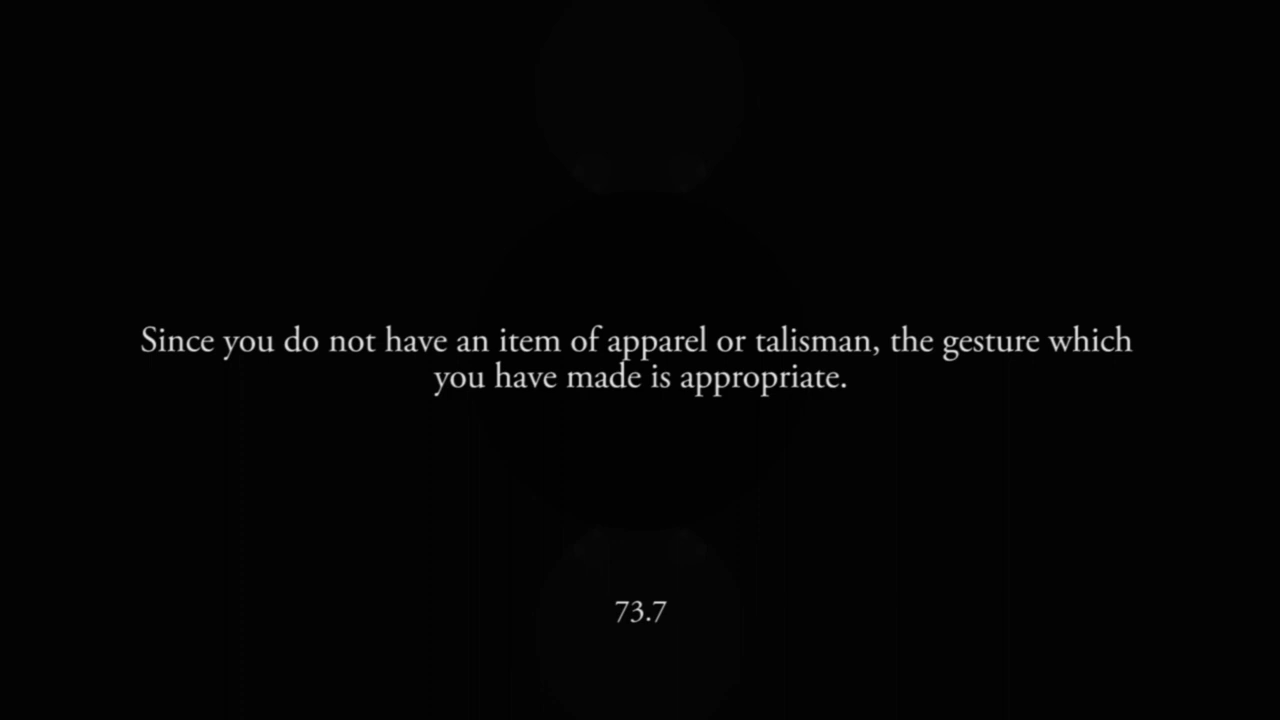 Since you do not have an item of apparel or talisman, the gesture which
you have made is appropriate.
73.7